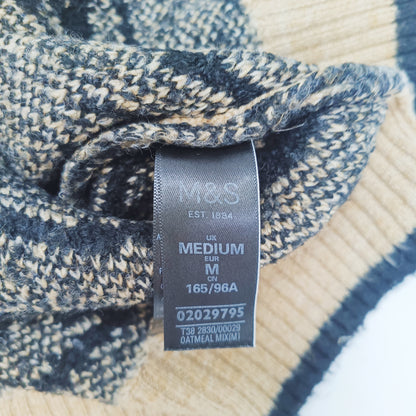 M&S
EST. 1884
UK
MEDIUM
EUR
M
CN
165/96A
02029795
T38 2830/00029
OATMEAL MIX(M)